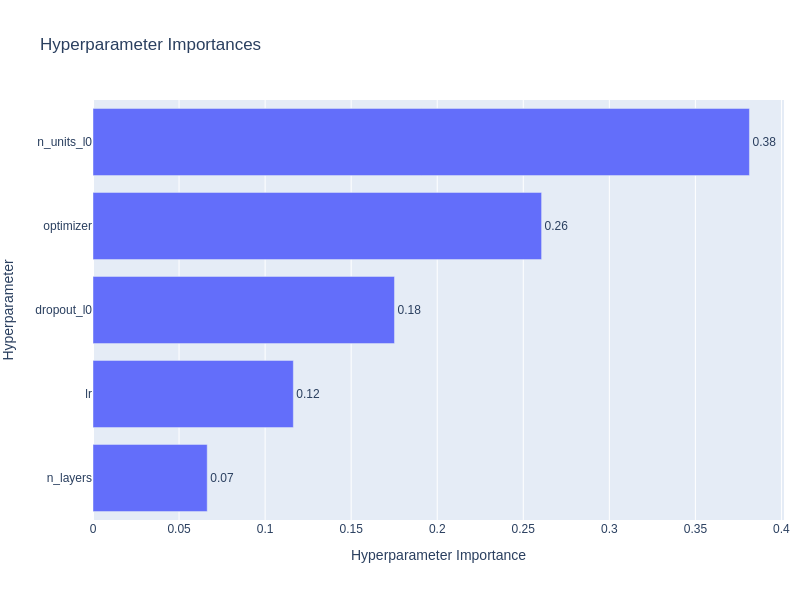 Hyperparameter Importances
Hyperparameter
n_units_l0
0.38
optimizer
0.26
dropout_l0
0.18
lr
0.12
n_layers
0.07
0
0.05
0.1
0.15
0.2
0.25
0.3
0.35
0.4
Hyperparameter Importance